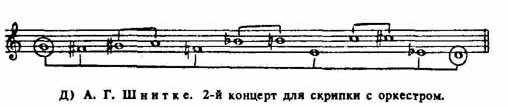 Д) А. Г. Шнитке. 2-й концерт для скрипки с оркестром.